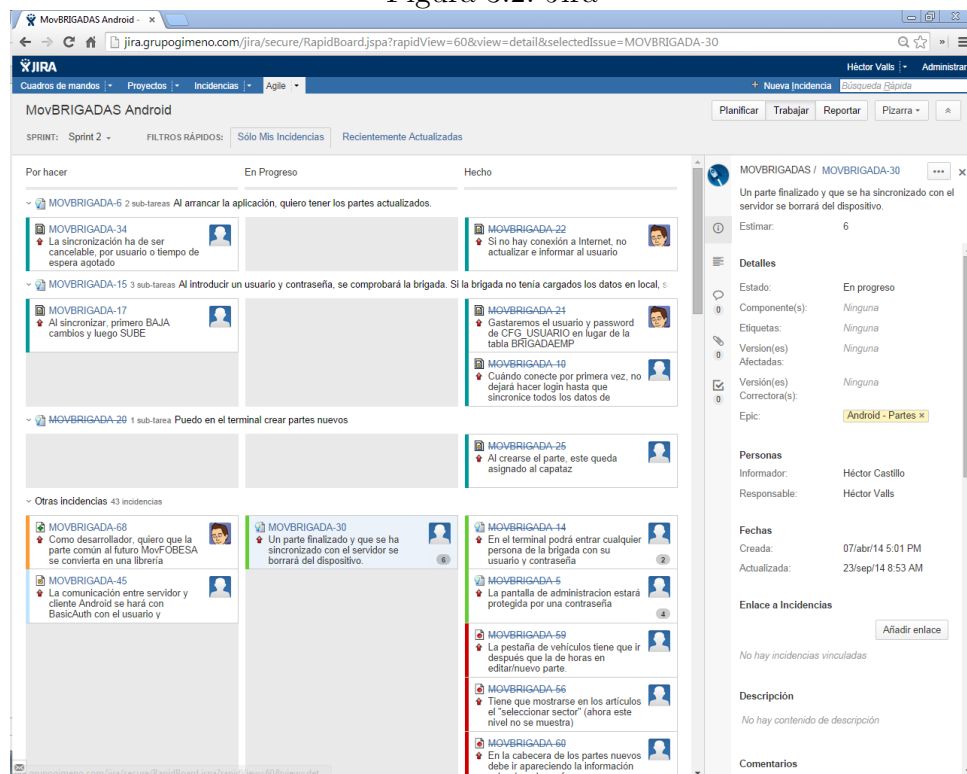 MovBRIGADAS Android -
jira.grupogimeno.com/jira/secure/RapidBoard.jspa?rapidView=60&view=detail&selectedIssue=MOVBRIGADA-30
JIRA
Héctor Valls
Administrar
Cuadros de mandos
Proyectos
Incidencias
Agile
+ Nueva Incidencia
Búsqueda Rápida
MovBRIGADAS Android
Planificar
Trabajar
Reportar
Pizarra
SPRINT: Sprint 2
FILTROS RÁPIDOS:
Sólo Mis Incidencias
Recientemente Actualizadas
Por hacer
En Progreso
Hecho
MOVBRIGADA-6 2 sub-tareas Al arrancar la aplicación, quiero tener los partes actualizados.
MOVBRIGADA-34
La sincronización ha de ser
cancelable, por usuario o tiempo de
espera agotado
MOVBRIGADA-22
Si no hay conexión a Internet, no
actualizar e informar al usuario
MOVBRIGADA-15 3 sub-tareas Al introducir un usuario y contraseña, se comprobará la brigada. Si la brigada no tenía cargados los datos en local, s
MOVBRIGADA-17
Al sincronizar, primero BAJA
cambios y luego SUBE
MOVBRIGADA-21
Gastaremos el usuario y password
de CFG_USUARIO en lugar de la
tabla BRIGADAEMP
MOVBRIGADA-10
Cuándo conecte por primera vez, no
dejará hacer login hasta que
sincronice todos los datos de
MOVBRIGADA-20 1 sub-tarea Puedo en el terminal crear partes nuevos
MOVBRIGADA-25
Al crearse el parte, este queda
asignado al capataz
Otras incidencias 43 incidencias
MOVBRIGADA-68
Como desarrollador, quiero que la
parte común al futuro MovFOBESA
se convierta en una librería
MOVBRIGADA-45
La comunicación entre servidor y
cliente Android se hará con
BasicAuth con el usuario y
MOVBRIGADA-30
Un parte finalizado y que se ha
sincronizado con el servidor se
borrará del dispositivo.
6
MOVBRIGADA-14
En el terminal podrá entrar cualquier
persona de la brigada con su
usuario y contraseña
2
MOVBRIGADA-5
La pantalla de administracion estará
protegida por una contraseña
4
MOVBRIGADA-59
La pestaña de vehículos tiene que ir
después que la de horas en
editar/nuevo parte.
MOVBRIGADA-56
Tiene que mostrarse en los artículos
el "seleccionar sector" (ahora este
nivel no se muestra)
MOVBRIGADA-60
En la cabecera de los partes nuevos
debe ir apareciendo la información
MOVBRIGADAS / MOVBRIGADA-30
Un parte finalizado y que se ha sincronizado con el
servidor se borrará del dispositivo.
Estimar: 6
Detalles
Estado: En progreso
0
Componente(s): Ninguna
Etiquetas: Ninguna
0
Version(es) Ninguna
Afectadas:
Versión(es) Ninguna
Correctora(s):
0
Epic: Android - Partes ×
Personas
Informador: Héctor Castillo
Responsable: Héctor Valls
Fechas
Creada: 07/abr/14 5:01 PM
Actualizada: 23/sep/14 8:53 AM
Enlace a Incidencias
Añadir enlace
No hay incidencias vinculadas
Descripción
No hay contenido de descripción
Comentarios